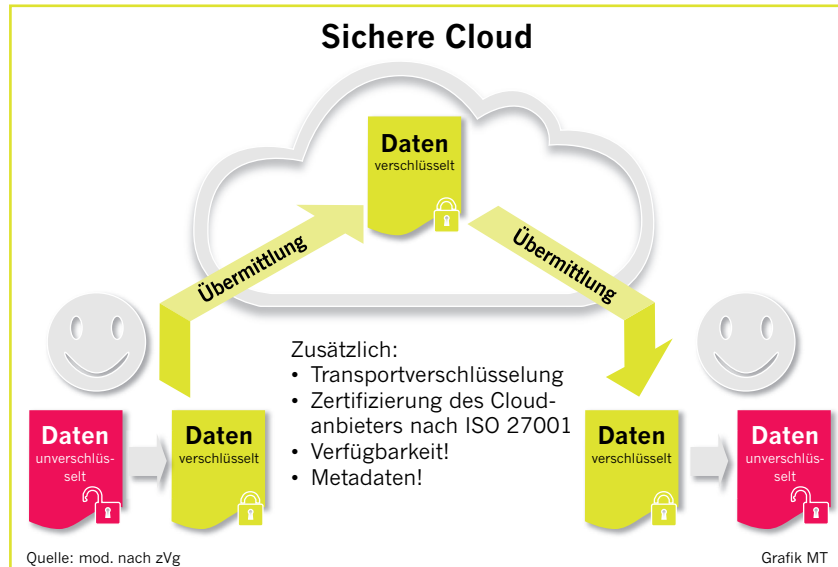 Sichere Cloud
Daten
verschlüsselt
Übermittlung
Übermittlung
Zusätzlich:
• Transportverschlüsselung
• Zertifizierung des Cloud-
anbieters nach ISO 27001
• Verfügbarkeit!
• Metadaten!
Daten
unverschlüs-
selt
Daten
verschlüsselt
Daten
verschlüsselt
Daten
unverschlüs-
selt
Quelle: mod. nach zVg
Grafik MT